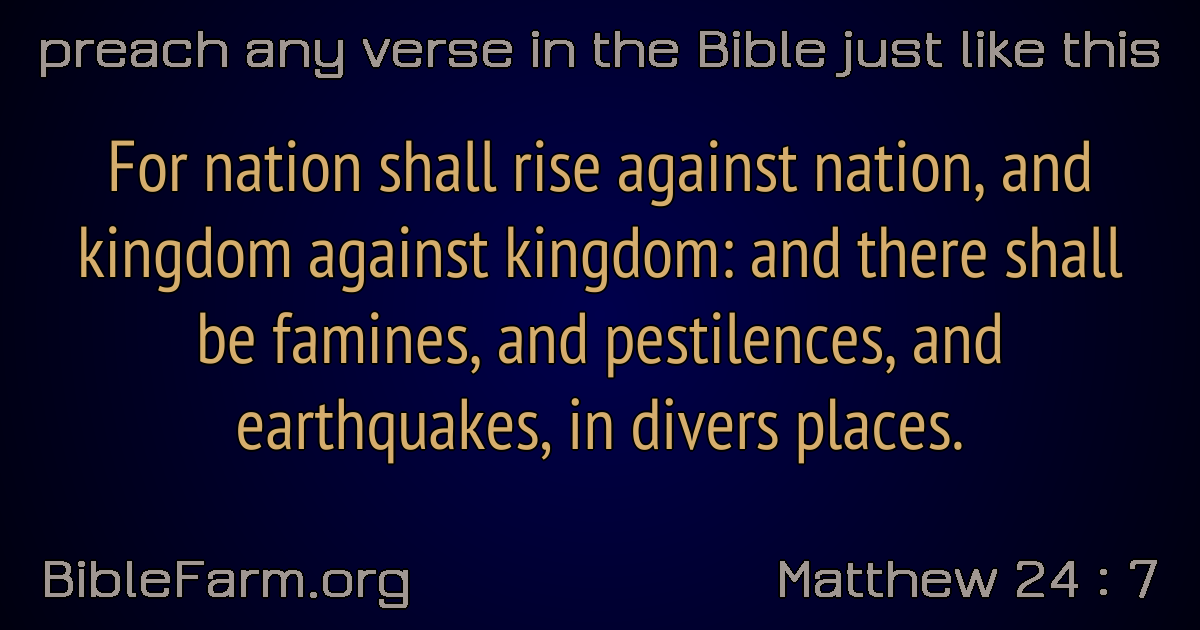 preach any verse in the Bible just like this
For nation shall rise against nation, and
kingdom against kingdom: and there shall
be famines, and pestilences, and
earthquakes, in divers places.
BibleFarm.org
Matthew 24 : 7